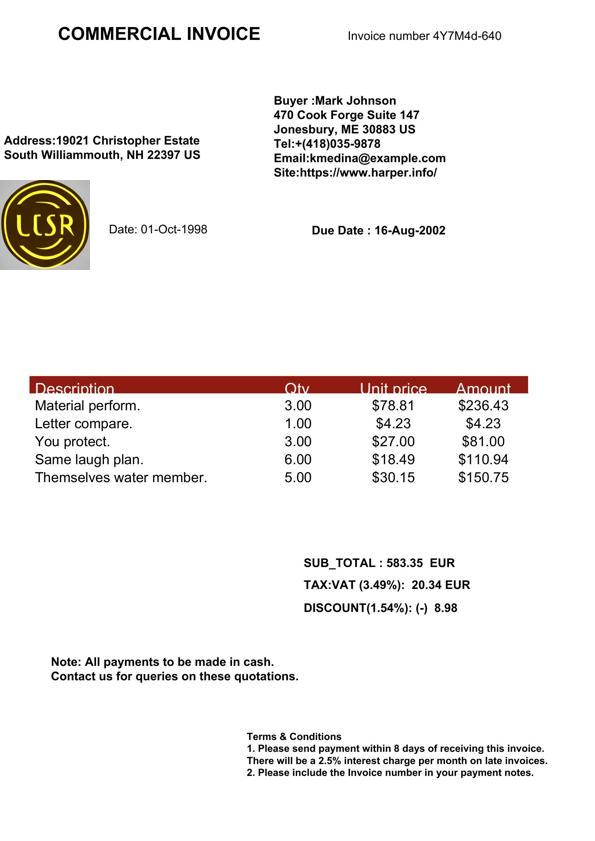 COMMERCIAL INVOICE
Invoice number 4Y7M4d-640
Buyer :Mark Johnson
470 Cook Forge Suite 147
Jonesbury, ME 30883 US
Tel:+(418)035-9878
Email:kmedina@example.com
Site:https://www.harper.info/
Address:19021 Christopher Estate
South Williammouth, NH 22397 US
Date: 01-Oct-1998
Due Date : 16-Aug-2002
Description Qty Unit price Amount
Material perform. 3.00 $78.81 $236.43
Letter compare. 1.00 $4.23 $4.23
You protect. 3.00 $27.00 $81.00
Same laugh plan. 6.00 $18.49 $110.94
Themselves water member. 5.00 $30.15 $150.75
SUB_TOTAL : 583.35 EUR
TAX:VAT (3.49%): 20.34 EUR
DISCOUNT(1.54%): (-) 8.98
Note: All payments to be made in cash.
Contact us for queries on these quotations.
Terms & Conditions
1. Please send payment within 8 days of receiving this invoice.
There will be a 2.5% interest charge per month on late invoices.
2. Please include the Invoice number in your payment notes.